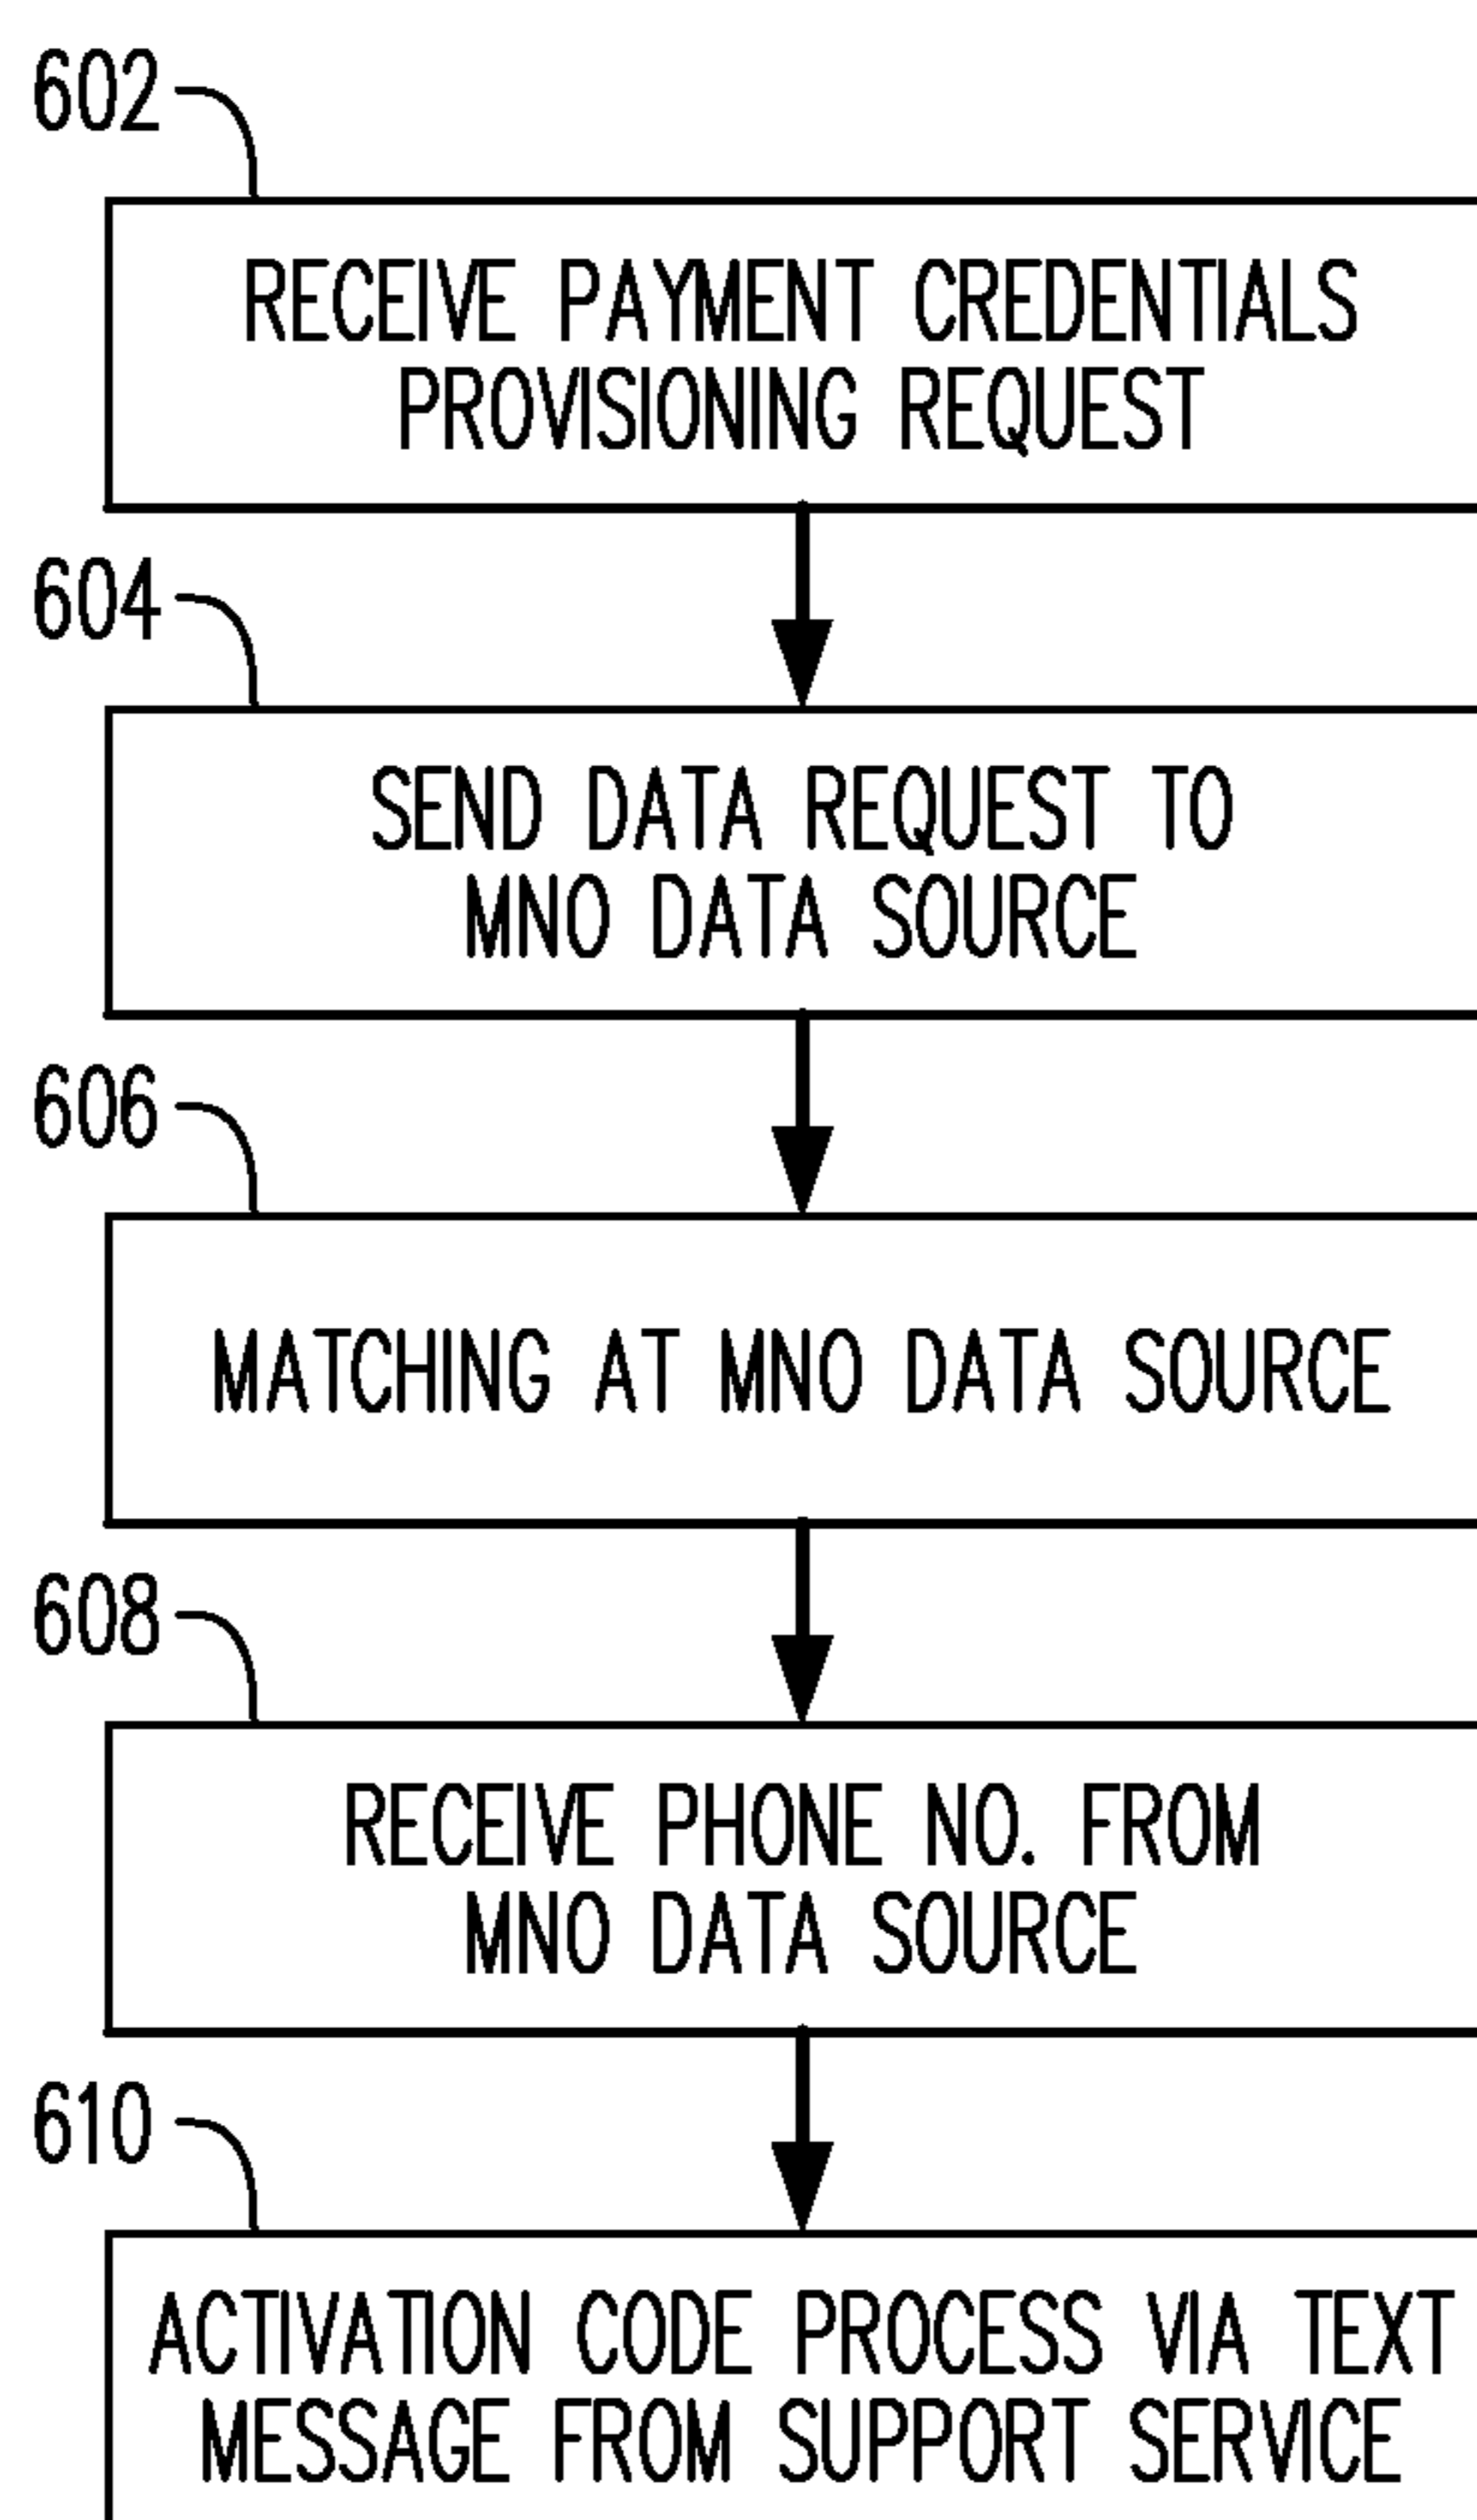 602
RECEIVE PAYMENT CREDENTIALS
PROVISIONING REQUEST
604
SEND DATA REQUEST TO
MNO DATA SOURCE
606
MATCHING AT MNO DATA SOURCE
608
RECEIVE PHONE NO. FROM
MNO DATA SOURCE
610
ACTIVATION CODE PROCESS VIA TEXT
MESSAGE FROM SUPPORT SERVICE